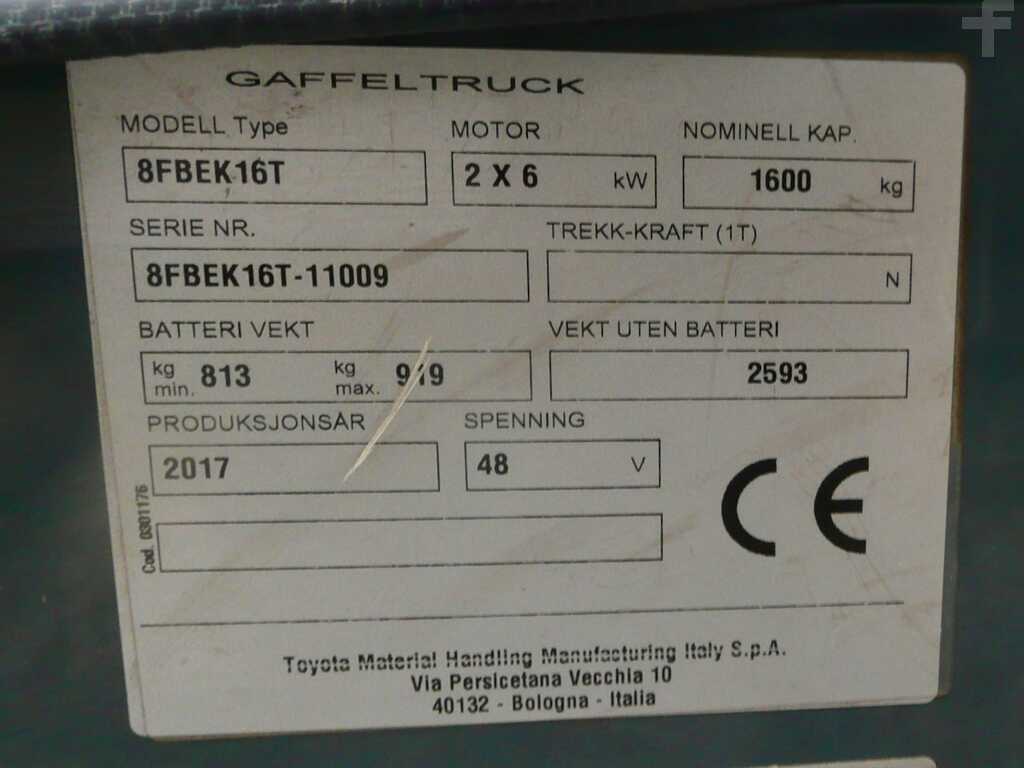 GAFFELTRUCK
MODELL Type MOTOR NOMINELL KAP.
8FBEK16T 2 X 6 kW 1600 kg
SERIE NR. TREKK-KRAFT (1T)
8FBEK16T-11009 N
BATTERI VEKT VEKT UTEN BATTERI
kg min. 813 kg max. 919 2593
PRODUKSJONSÅR SPENNING
2017 48 V
CE
Cod. 0301176
Toyota Material Handling Manufacturing Italy S.p.A.
Via Persicetana Vecchia 10
40132 - Bologna - Italia